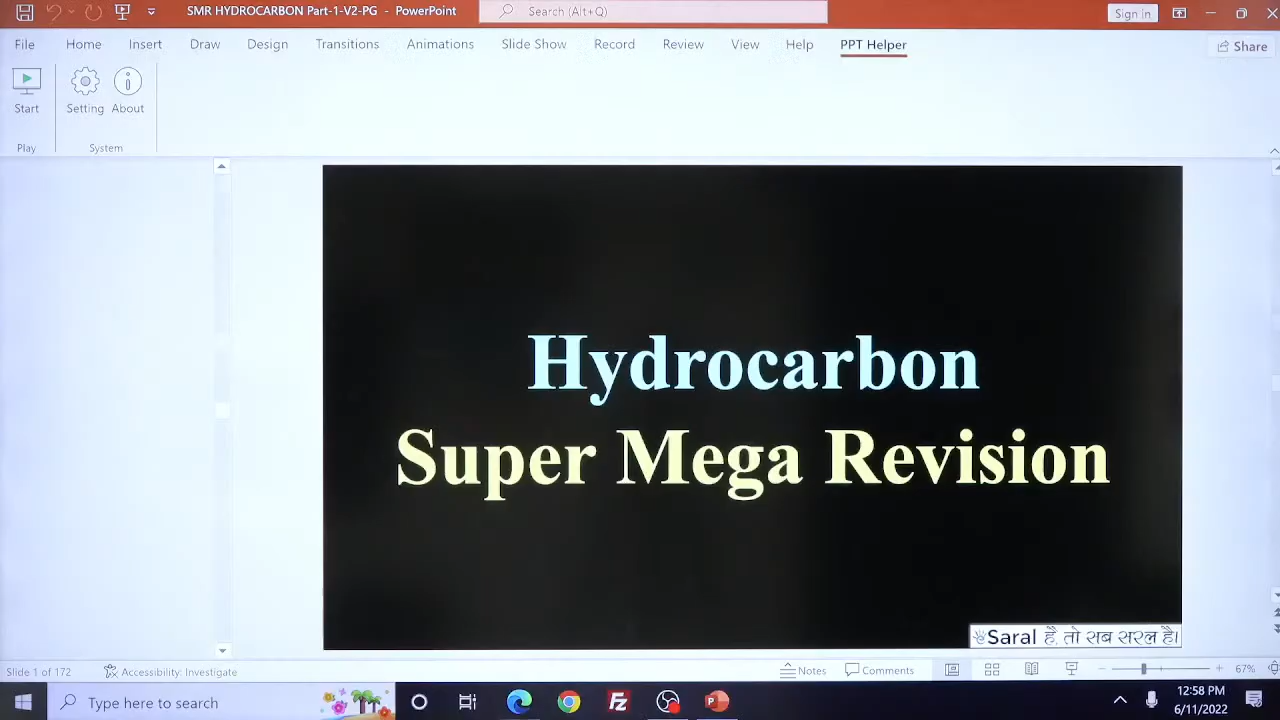 SMR HYDROCARBON Part-1-V2-PG - PowerPoint
Search (Alt+Q)
Sign in
File Home Insert Draw Design Transitions Animations Slide Show Record Review View Help PPT Helper
Share
Start Setting About
Play System
Hydrocarbon
Super Mega Revision
Saral है, तो सब सरल है।
Slide 1 of 172 Accessibility: Investigate Notes Comments 67%
Type here to search
12:58 PM
6/11/2022